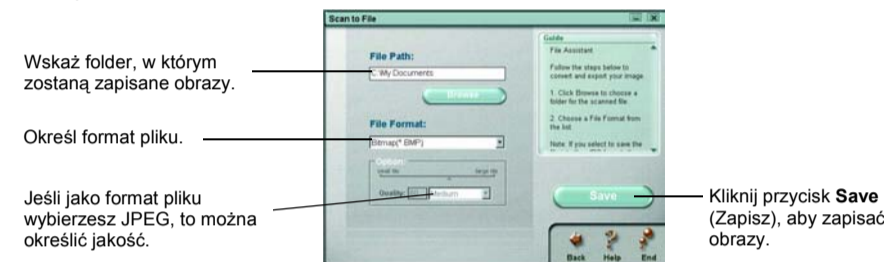 Scan to File
Wskaż folder, w którym
zostaną zapisane obrazy.
File Path:
C:\My Documents
Browse
Określ format pliku.
File Format:
Bitmap(*.BMP)
Jeśli jako format pliku
wybierzesz JPEG, to można
określić jakość.
Option:
small file
large file
Quality:
Medium
Guide
File Assistant
Follow the steps below to
convert and export your image.
1. Click Browse to choose a
folder for the scanned file.
2. Choose a File Format from
the list.
Note: If you select to save the
Save
Kliknij przycisk Save
(Zapisz), aby zapisać
obrazy.
Back
Help
End